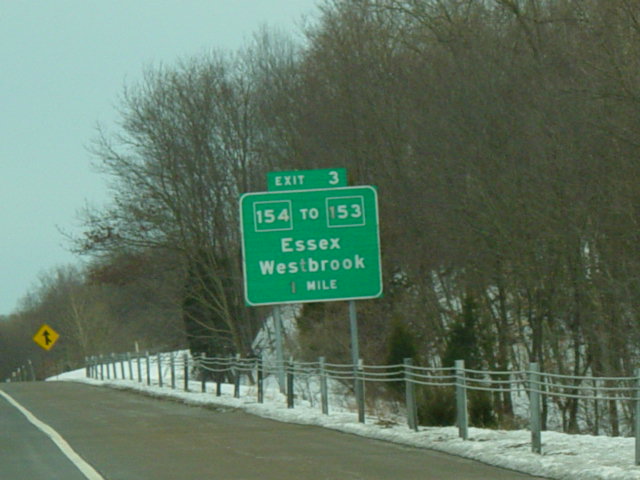 EXIT 3
154 TO 153
Essex
Westbrook
1 MILE